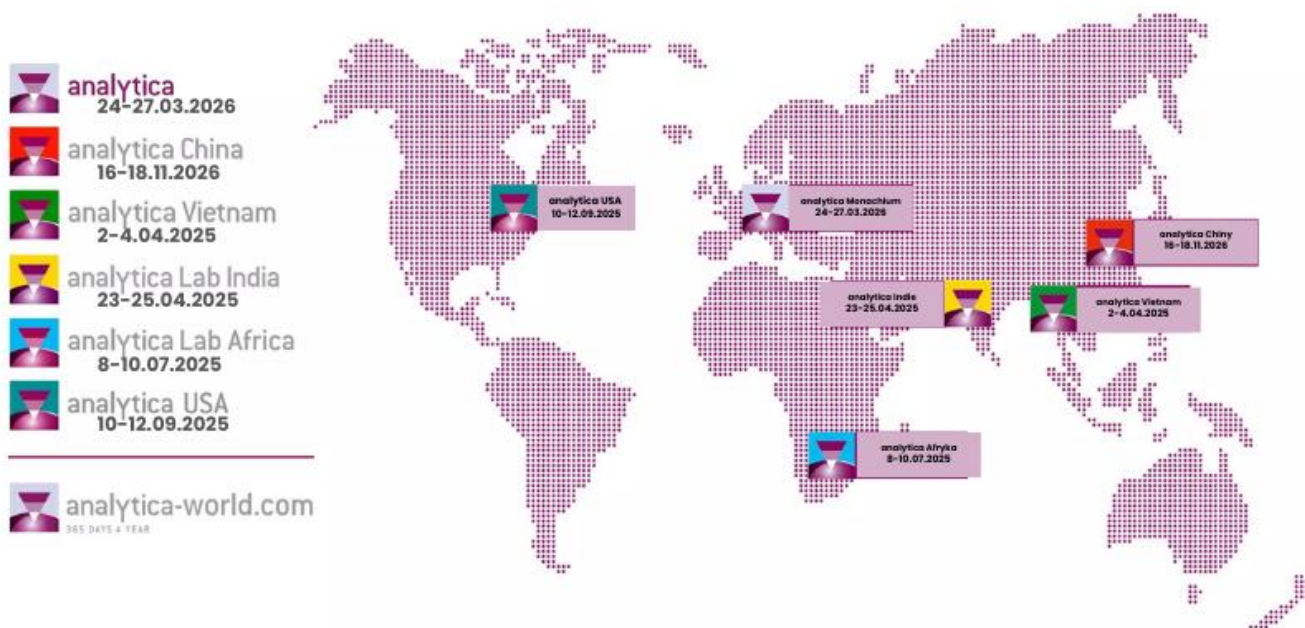 analytica
24-27.03.2026
analytica China
16-18.11.2026
analytica Vietnam
2-4.04.2025
analytica Lab India
23-25.04.2025
analytica Lab Africa
8-10.07.2025
analytica USA
10-12.09.2025
analytica-world.com
365 DAYS A YEAR
analytica USA
10-12.09.2025
analytica Monachium
24-27.03.2026
analytica Chiny
16-18.11.2026
analytica Indie
23-25.04.2025
analytica Vietnam
2-4.04.2025
analytica Afryka
8-10.07.2025